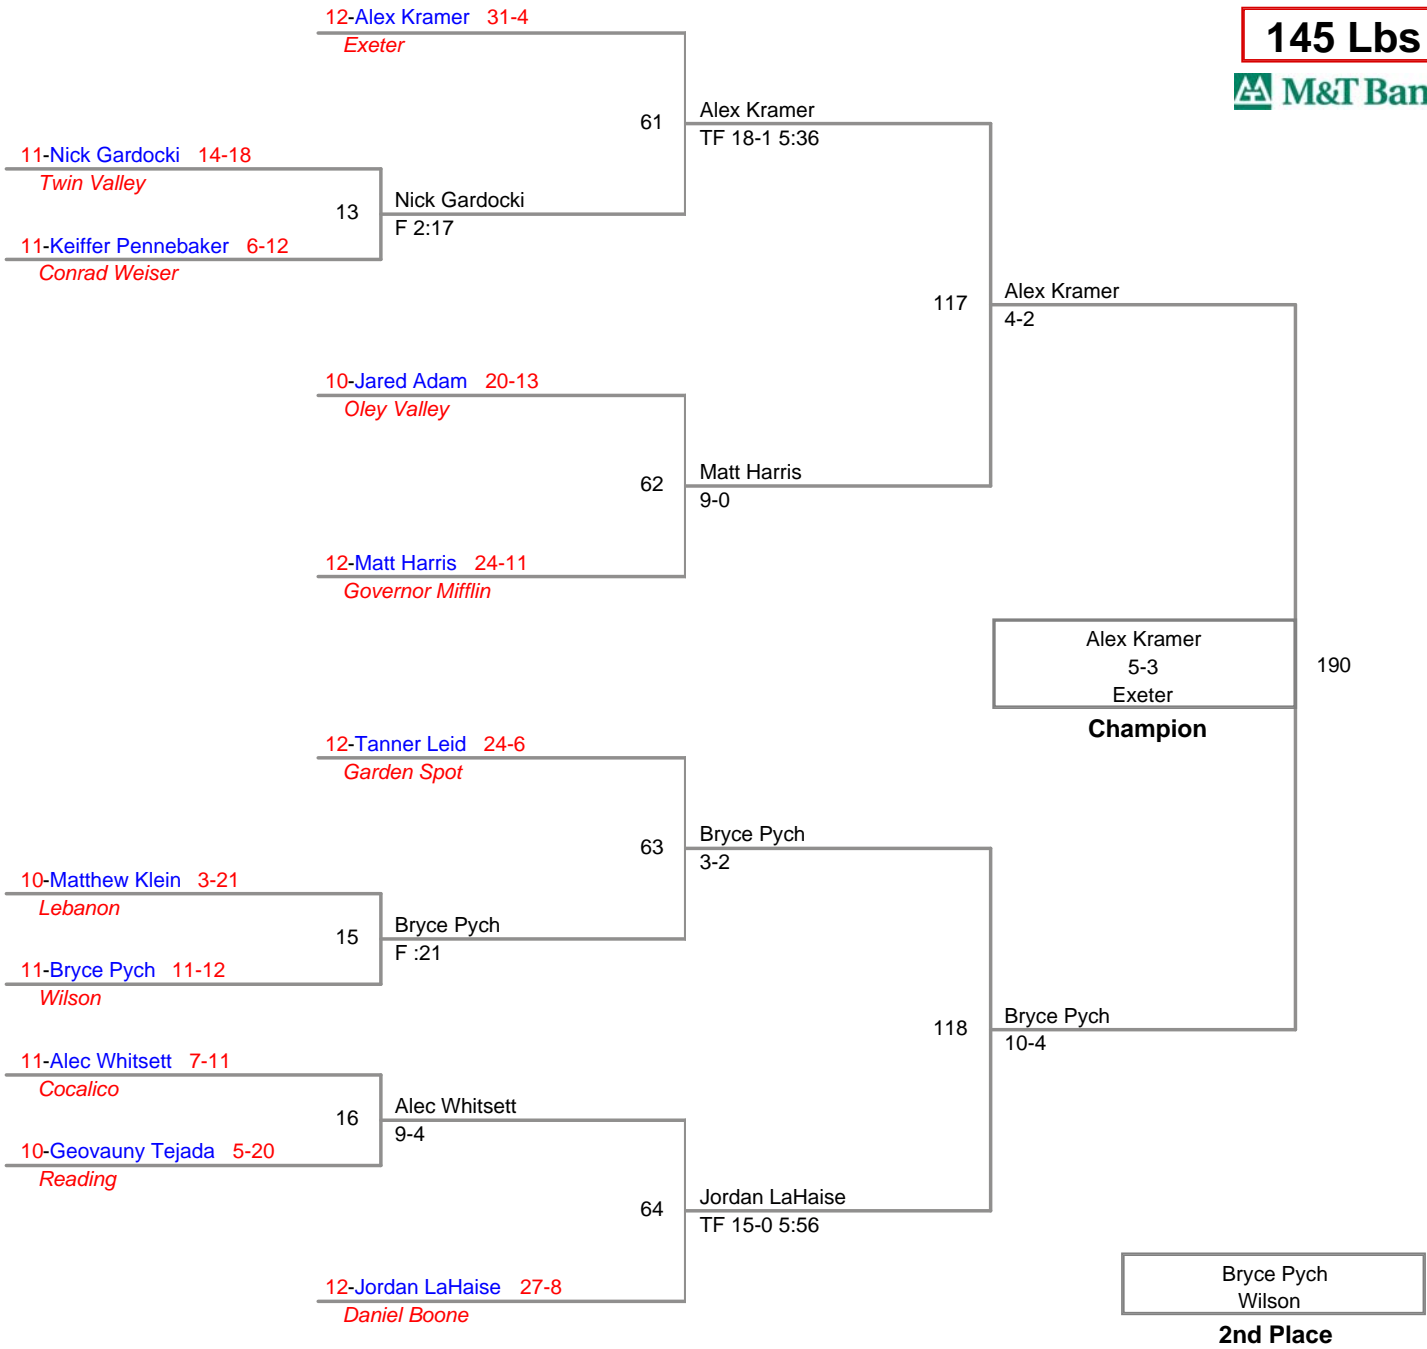 12-Alex Kramer 31-4
Exeter
145 Lbs
M&T Ban
61
Alex Kramer
TF 18-1 5:36
11-Nick Gardocki 14-18
Twin Valley
13
Nick Gardocki
F 2:17
11-Keiffer Pennebaker 6-12
Conrad Weiser
117
Alex Kramer
4-2
10-Jared Adam 20-13
Oley Valley
62
Matt Harris
9-0
12-Matt Harris 24-11
Governor Mifflin
Alex Kramer
5-3
Exeter
190
Champion
12-Tanner Leid 24-6
Garden Spot
63
Bryce Pych
3-2
10-Matthew Klein 3-21
Lebanon
15
Bryce Pych
F :21
11-Bryce Pych 11-12
Wilson
118
Bryce Pych
10-4
11-Alec Whitsett 7-11
Cocalico
16
Alec Whitsett
9-4
10-Geovauny Tejada 5-20
Reading
64
Jordan LaHaise
TF 15-0 5:56
12-Jordan LaHaise 27-8
Daniel Boone
Bryce Pych
Wilson
2nd Place